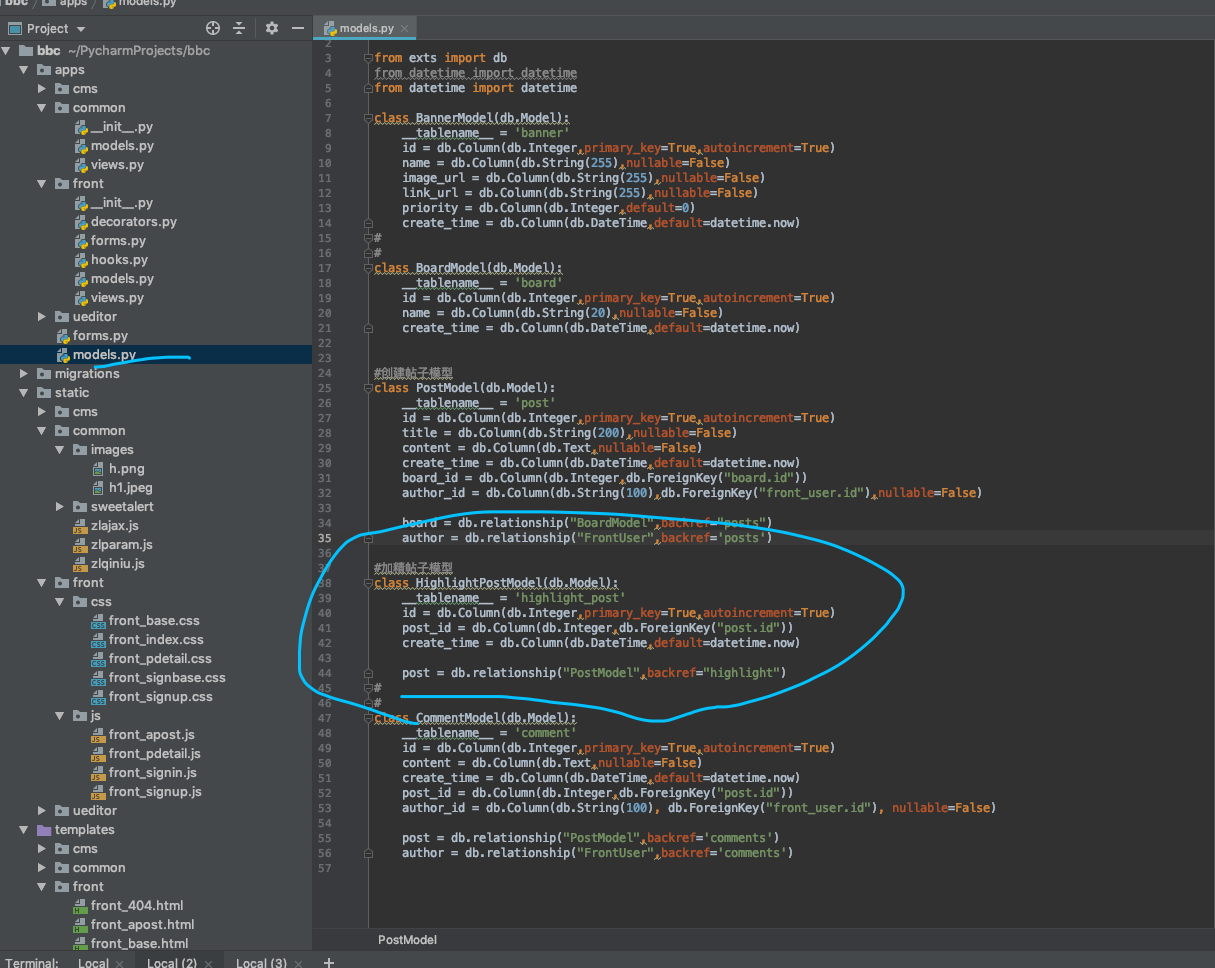 bbc apps models.py
Project
models.py
bbc ~/PycharmProjects/bbc
apps
cms
common
__init__.py
models.py
views.py
front
__init__.py
decorators.py
forms.py
hooks.py
models.py
views.py
ueditor
forms.py
models.py
migrations
static
cms
common
images
h.png
h1.jpeg
sweetalert
zlajax.js
zlparam.js
zlqiniu.js
front
css
front_base.css
front_index.css
front_pdetail.css
front_signbase.css
front_signup.css
js
front_apost.js
front_pdetail.js
front_signin.js
front_signup.js
ueditor
templates
cms
common
front
front_404.html
front_apost.html
front_base.html
2
3 from exts import db
4 from datetime import datetime
5 from datetime import datetime
6
7 class BannerModel(db.Model):
8 __tablename__ = 'banner'
9 id = db.Column(db.Integer,primary_key=True,autoincrement=True)
10 name = db.Column(db.String(255),nullable=False)
11 image_url = db.Column(db.String(255),nullable=False)
12 link_url = db.Column(db.String(255),nullable=False)
13 priority = db.Column(db.Integer,default=0)
14 create_time = db.Column(db.DateTime,default=datetime.now)
15 #
16 #
17 class BoardModel(db.Model):
18 __tablename__ = 'board'
19 id = db.Column(db.Integer,primary_key=True,autoincrement=True)
20 name = db.Column(db.String(20),nullable=False)
21 create_time = db.Column(db.DateTime,default=datetime.now)
22
23
24 #创建帖子模型
25 class PostModel(db.Model):
26 __tablename__ = 'post'
27 id = db.Column(db.Integer,primary_key=True,autoincrement=True)
28 title = db.Column(db.String(200),nullable=False)
29 content = db.Column(db.Text,nullable=False)
30 create_time = db.Column(db.DateTime,default=datetime.now)
31 board_id = db.Column(db.Integer,db.ForeignKey("board.id"))
32 author_id = db.Column(db.String(100),db.ForeignKey("front_user.id"),nullable=False)
33
34 board = db.relationship("BoardModel",backref="posts")
35 author = db.relationship("FrontUser",backref='posts')
36
37 #加精帖子模型
38 class HighlightPostModel(db.Model):
39 __tablename__ = 'highlight_post'
40 id = db.Column(db.Integer,primary_key=True,autoincrement=True)
41 post_id = db.Column(db.Integer,db.ForeignKey("post.id"))
42 create_time = db.Column(db.DateTime,default=datetime.now)
43
44 post = db.relationship("PostModel",backref="highlight")
45 #
46 #
47 class CommentModel(db.Model):
48 __tablename__ = 'comment'
49 id = db.Column(db.Integer,primary_key=True,autoincrement=True)
50 content = db.Column(db.Text,nullable=False)
51 create_time = db.Column(db.DateTime,default=datetime.now)
52 post_id = db.Column(db.Integer,db.ForeignKey("post.id"))
53 author_id = db.Column(db.String(100), db.ForeignKey("front_user.id"), nullable=False)
54
55 post = db.relationship("PostModel",backref='comments')
56 author = db.relationship("FrontUser",backref='comments')
57
PostModel
Terminal: Local × Local (2) × Local (3) × +